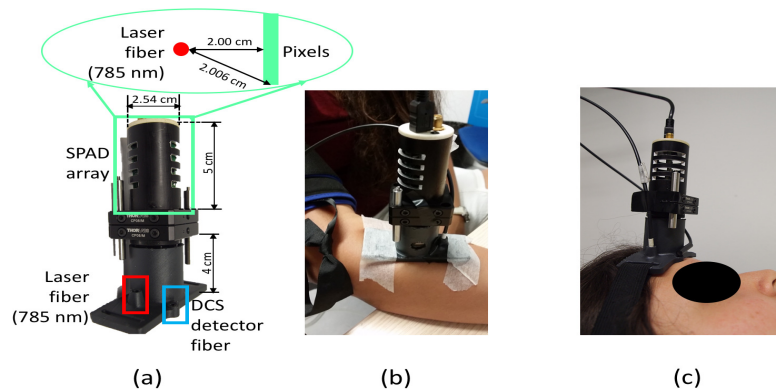 Laser
fiber
(785 nm)
2.00 cm
2.006 cm
Pixels
2.54 cm
SPAD
array
5 cm
THORLABS
4 cm
Laser
fiber
(785 nm)
DCS
detector
fiber
(a)
(b)
(c)